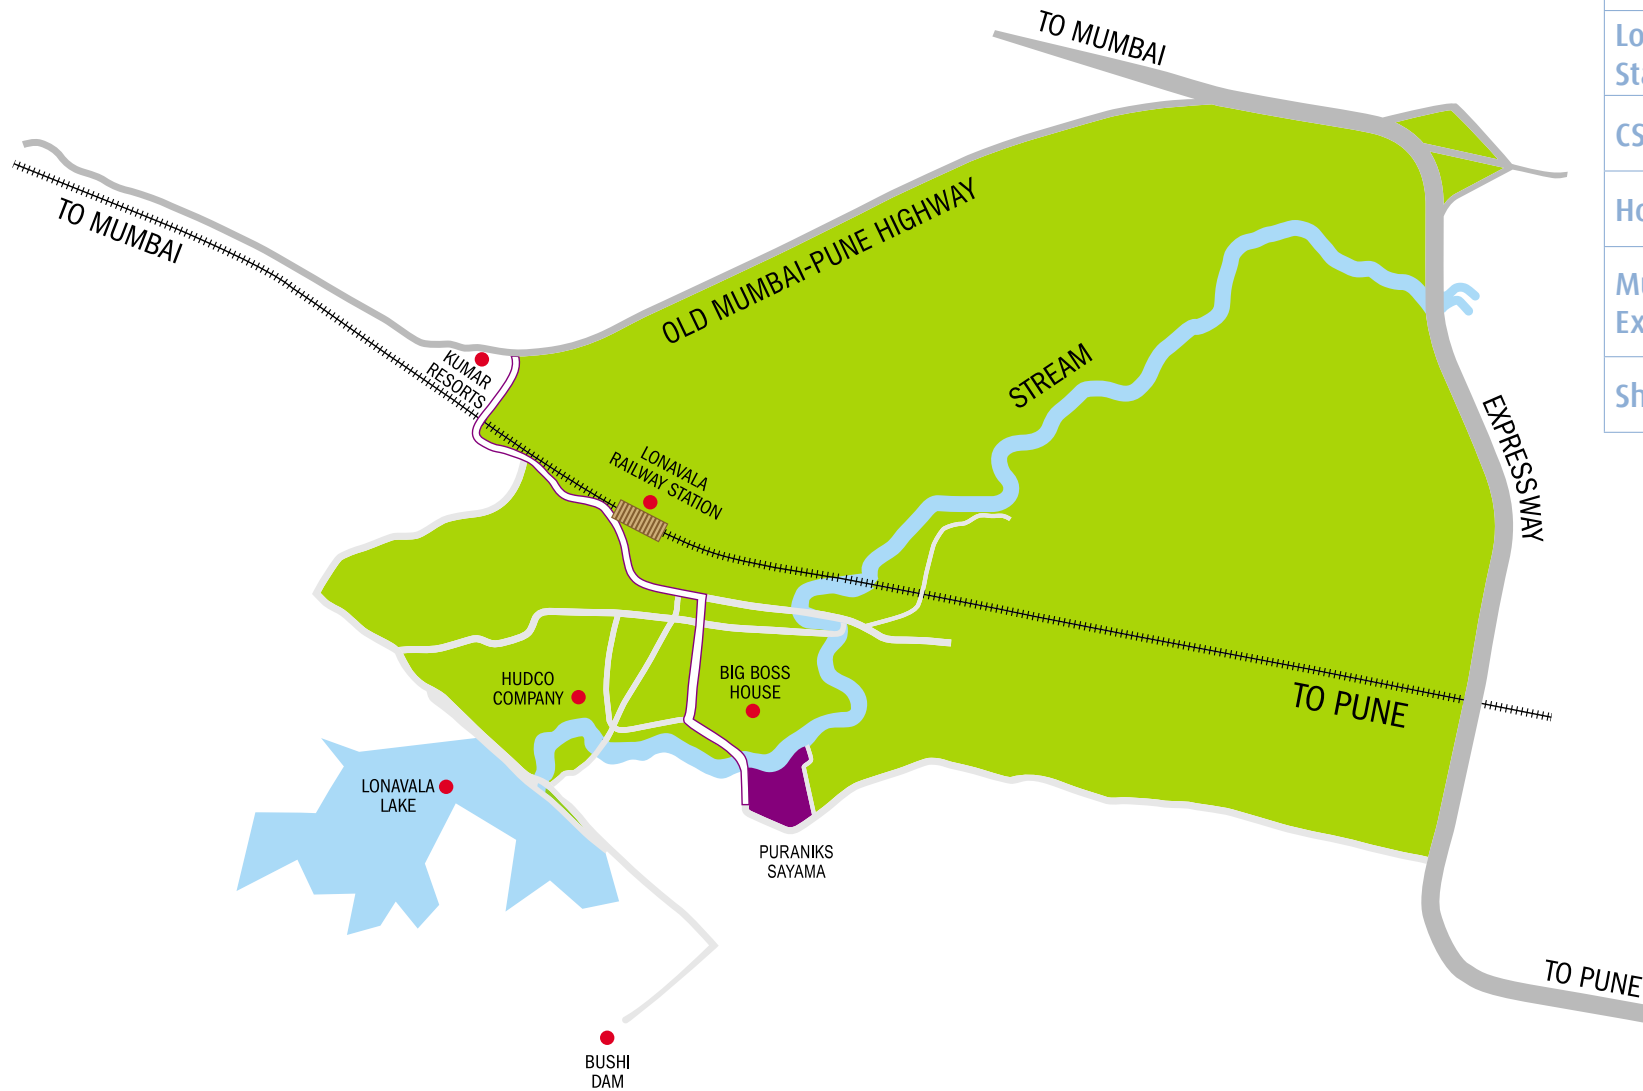 TO MUMBAI
TO MUMBAI
OLD MUMBAI-PUNE HIGHWAY
KUMAR
RESORTS
STREAM
EXPRESSWAY
LONAVALA
RAILWAY STATION
HUDCO
COMPANY
BIG BOSS
HOUSE
TO PUNE
LONAVALA
LAKE
PURANIKS
SAYAMA
TO PUNE
BUSHI
DAM